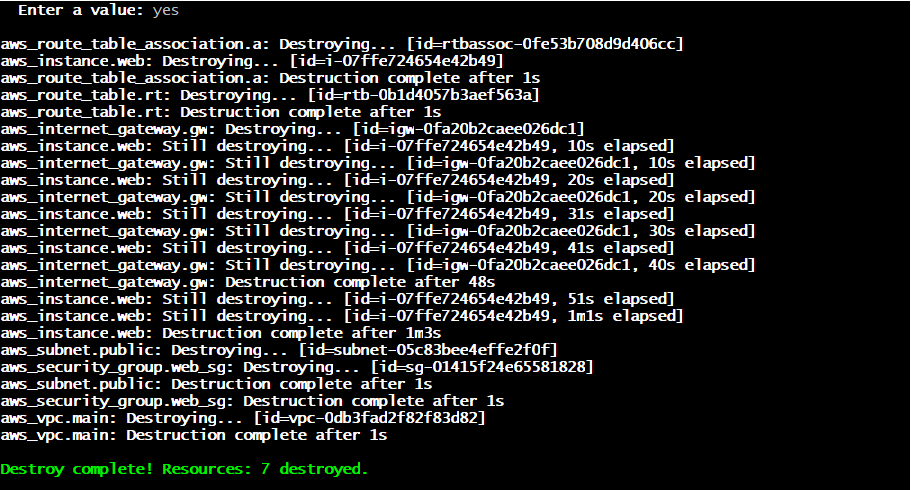 Enter a value: yes
aws_route_table_association.a: Destroying... [id=rtbassoc-0fe53b708d9d406cc]
aws_instance.web: Destroying... [id=i-07ffe724654e42b49]
aws_route_table_association.a: Destruction complete after 1s
aws_route_table.rt: Destroying... [id=rtb-0b1d4057b3aef563a]
aws_route_table.rt: Destruction complete after 1s
aws_internet_gateway.gw: Destroying... [id=igw-0fa20b2caee026dc1]
aws_instance.web: Still destroying... [id=i-07ffe724654e42b49, 10s elapsed]
aws_internet_gateway.gw: Still destroying... [id=igw-0fa20b2caee026dc1, 10s elapsed]
aws_instance.web: Still destroying... [id=i-07ffe724654e42b49, 20s elapsed]
aws_internet_gateway.gw: Still destroying... [id=igw-0fa20b2caee026dc1, 20s elapsed]
aws_instance.web: Still destroying... [id=i-07ffe724654e42b49, 31s elapsed]
aws_internet_gateway.gw: Still destroying... [id=igw-0fa20b2caee026dc1, 30s elapsed]
aws_instance.web: Still destroying... [id=i-07ffe724654e42b49, 41s elapsed]
aws_internet_gateway.gw: Still destroying... [id=igw-0fa20b2caee026dc1, 40s elapsed]
aws_internet_gateway.gw: Destruction complete after 48s
aws_instance.web: Still destroying... [id=i-07ffe724654e42b49, 51s elapsed]
aws_instance.web: Still destroying... [id=i-07ffe724654e42b49, 1m1s elapsed]
aws_instance.web: Destruction complete after 1m3s
aws_subnet.public: Destroying... [id=subnet-05c83bee4effe2f0f]
aws_security_group.web_sg: Destroying... [id=sg-01415f24e65581828]
aws_subnet.public: Destruction complete after 1s
aws_security_group.web_sg: Destruction complete after 1s
aws_vpc.main: Destroying... [id=vpc-0db3fad2f82f83d82]
aws_vpc.main: Destruction complete after 1s
Destroy complete! Resources: 7 destroyed.